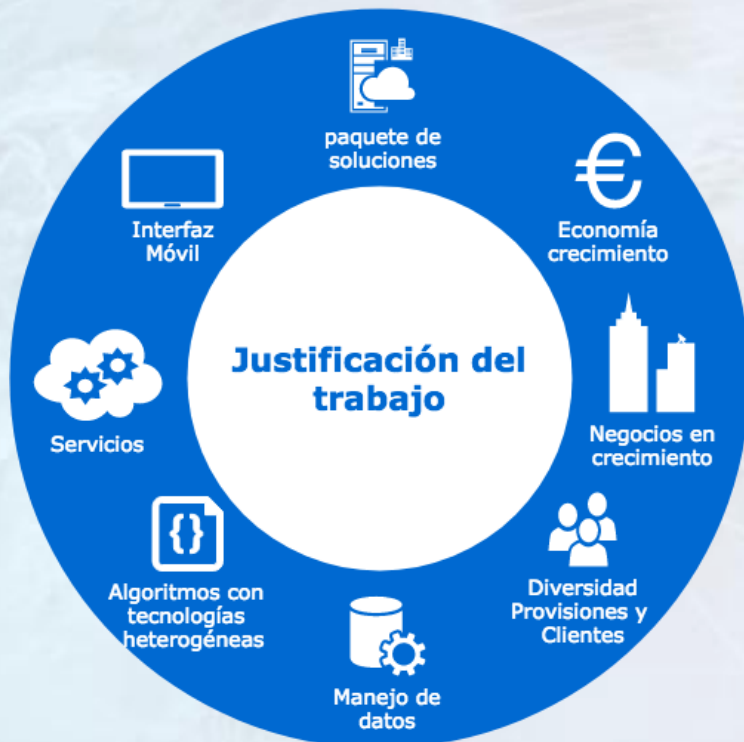 paquete de
soluciones
€
Economía
crecimiento
Negocios en
crecimiento
Diversidad
Provisiones y
Clientes
Manejo de
datos
{}
Algoritmos con
tecnologías
heterogéneas
Servicios
Interfaz
Móvil
Justificación del
trabajo